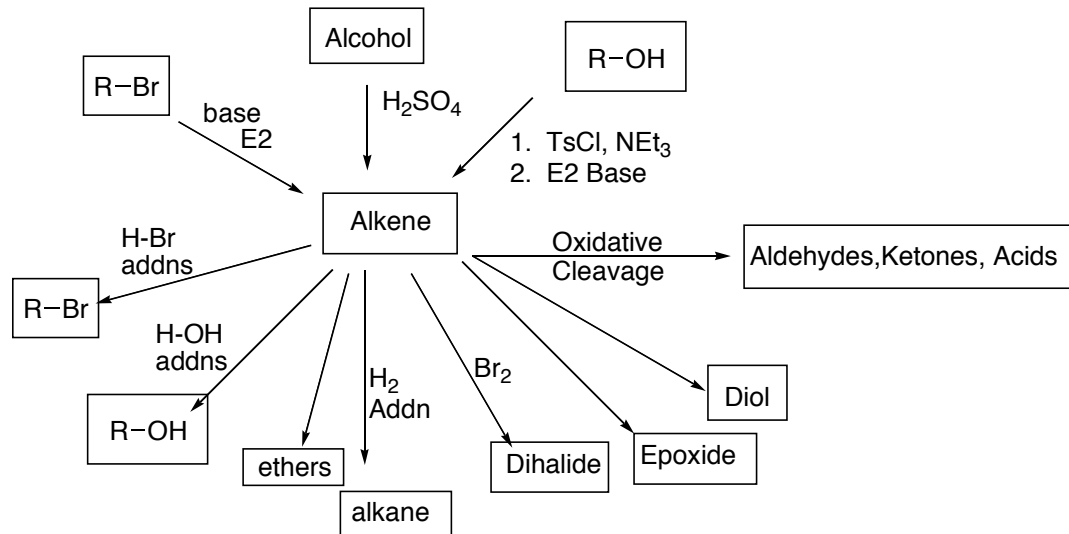 Alcohol
R–OH
R–Br
base
E2
H₂SO₄
1. TsCl, NEt₃
2. E2 Base
Alkene
H-Br
addns
Oxidative
Cleavage
Aldehydes,Ketones, Acids
R–Br
H-OH
addns
H₂
Addn
Br₂
Diol
R–OH
ethers
Dihalide
Epoxide
alkane